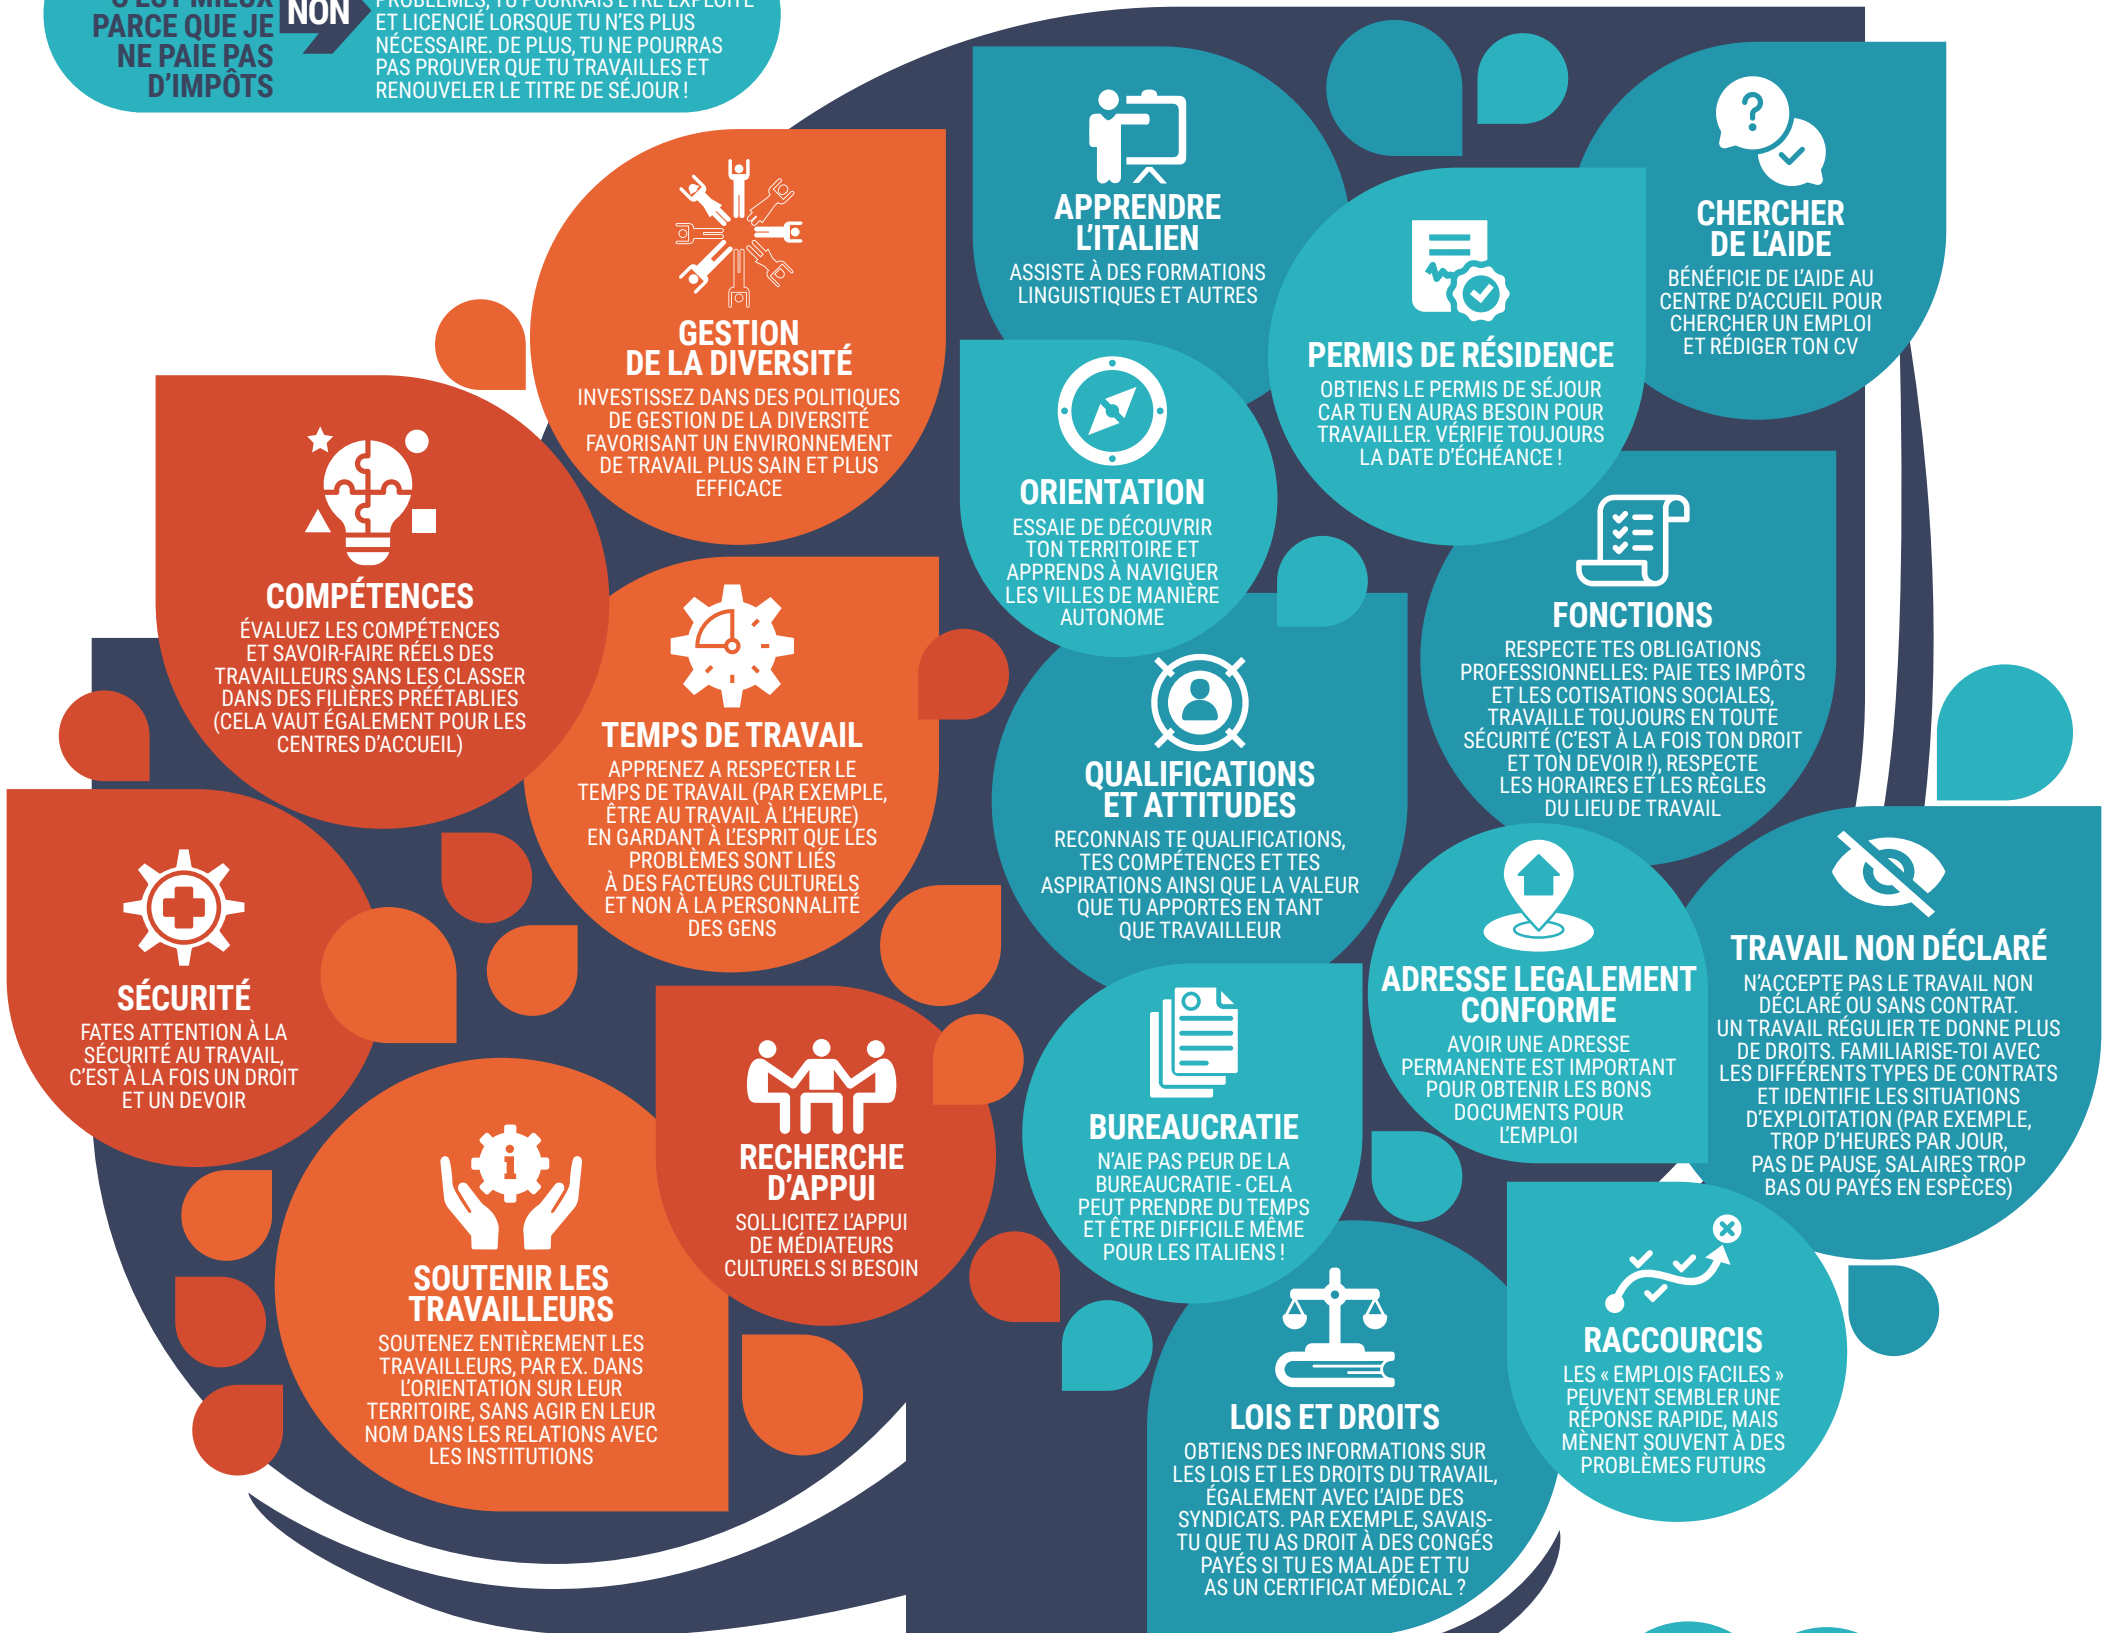 PARCE QUE JE
NE PAIE PAS
D'IMPÔTS
NON
ET LICENCIÉ LORSQUE TU N'ES PLUS
NÉCESSAIRE. DE PLUS, TU NE POURRAS
PAS PROUVER QUE TU TRAVAILLES ET
RENOUVELER LE TITRE DE SÉJOUR !
GESTION
DE LA DIVERSITÉ
INVESTISSEZ DANS DES POLITIQUES
DE GESTION DE LA DIVERSITÉ
FAVORISANT UN ENVIRONNEMENT
DE TRAVAIL PLUS SAIN ET PLUS
EFFICACE
COMPÉTENCES
ÉVALUEZ LES COMPÉTENCES
ET SAVOIR-FAIRE RÉELS DES
TRAVAILLEURS SANS LES CLASSER
DANS DES FILIÈRES PRÉÉTABLIES
(CELA VAUT ÉGALEMENT POUR LES
CENTRES D'ACCUEIL)
TEMPS DE TRAVAIL
APPRENEZ A RESPECTER LE
TEMPS DE TRAVAIL (PAR EXEMPLE,
ÊTRE AU TRAVAIL À L'HEURE)
EN GARDANT À L'ESPRIT QUE LES
PROBLÈMES SONT LIÉS
À DES FACTEURS CULTURELS
ET NON À LA PERSONNALITÉ
DES GENS
SÉCURITÉ
FATES ATTENTION À LA
SÉCURITÉ AU TRAVAIL,
C'EST À LA FOIS UN DROIT
ET UN DEVOIR
SOUTENIR LES
TRAVAILLEURS
SOUTENEZ ENTIÈREMENT LES
TRAVAILLEURS, PAR EX. DANS
L'ORIENTATION SUR LEUR
TERRITOIRE, SANS AGIR EN LEUR
NOM DANS LES RELATIONS AVEC
LES INSTITUTIONS
RECHERCHE
D'APPUI
SOLLICITEZ L'APPUI
DE MÉDIATEURS
CULTURELS SI BESOIN
APPRENDRE
L'ITALIEN
ASSISTE À DES FORMATIONS
LINGUISTIQUES ET AUTRES
CHERCHER
DE L'AIDE
BÉNÉFICIE DE L'AIDE AU
CENTRE D'ACCUEIL POUR
CHERCHER UN EMPLOI
ET RÉDIGER TON CV
PERMIS DE RÉSIDENCE
OBTIENS LE PERMIS DE SÉJOUR
CAR TU EN AURAS BESOIN POUR
TRAVAILLER. VÉRIFIE TOUJOURS
LA DATE D'ÉCHÉANCE !
ORIENTATION
ESSAIE DE DÉCOUVRIR
TON TERRITOIRE ET
APPRENDS À NAVIGUER
LES VILLES DE MANIÈRE
AUTONOME
FONCTIONS
RESPECTE TES OBLIGATIONS
PROFESSIONNELLES: PAIE TES IMPÔTS
ET LES COTISATIONS SOCIALES,
TRAVAILLE TOUJOURS EN TOUTE
SÉCURITÉ (C'EST À LA FOIS TON DROIT
ET TON DEVOIR !), RESPECTE
LES HORAIRES ET LES RÈGLES
DU LIEU DE TRAVAIL
QUALIFICATIONS
ET ATTITUDES
RECONNAIS TE QUALIFICATIONS,
TES COMPÉTENCES ET TES
ASPIRATIONS AINSI QUE LA VALEUR
QUE TU APPORTES EN TANT
QUE TRAVAILLEUR
ADRESSE LEGALEMENT
CONFORME
AVOIR UNE ADRESSE
PERMANENTE EST IMPORTANT
POUR OBTENIR LES BONS
DOCUMENTS POUR
L'EMPLOI
TRAVAIL NON DÉCLARÉ
N'ACCEPTE PAS LE TRAVAIL NON
DÉCLARÉ OU SANS CONTRAT.
UN TRAVAIL RÉGULIER TE DONNE PLUS
DE DROITS. FAMILIARISE-TOI AVEC
LES DIFFÉRENTS TYPES DE CONTRATS
ET IDENTIFIE LES SITUATIONS
D'EXPLOITATION (PAR EXEMPLE,
TROP D'HEURES PAR JOUR,
PAS DE PAUSE, SALAIRES TROP
BAS OU PAYÉS EN ESPÈCES)
BUREAUCRATIE
N'AIE PAS PEUR DE LA
BUREAUCRATIE - CELA
PEUT PRENDRE DU TEMPS
ET ÊTRE DIFFICILE MÊME
POUR LES ITALIENS !
LOIS ET DROITS
OBTIENS DES INFORMATIONS SUR
LES LOIS ET LES DROITS DU TRAVAIL,
ÉGALEMENT AVEC L'AIDE DES
SYNDICATS. PAR EXEMPLE, SAVAIS-
TU QUE TU AS DROIT À DES CONGÉS
PAYÉS SI TU ES MALADE ET TU
AS UN CERTIFICAT MÉDICAL ?
RACCOURCIS
LES « EMPLOIS FACILES »
PEUVENT SEMBLER UNE
RÉPONSE RAPIDE, MAIS
MÈNENT SOUVENT À DES
PROBLÈMES FUTURS